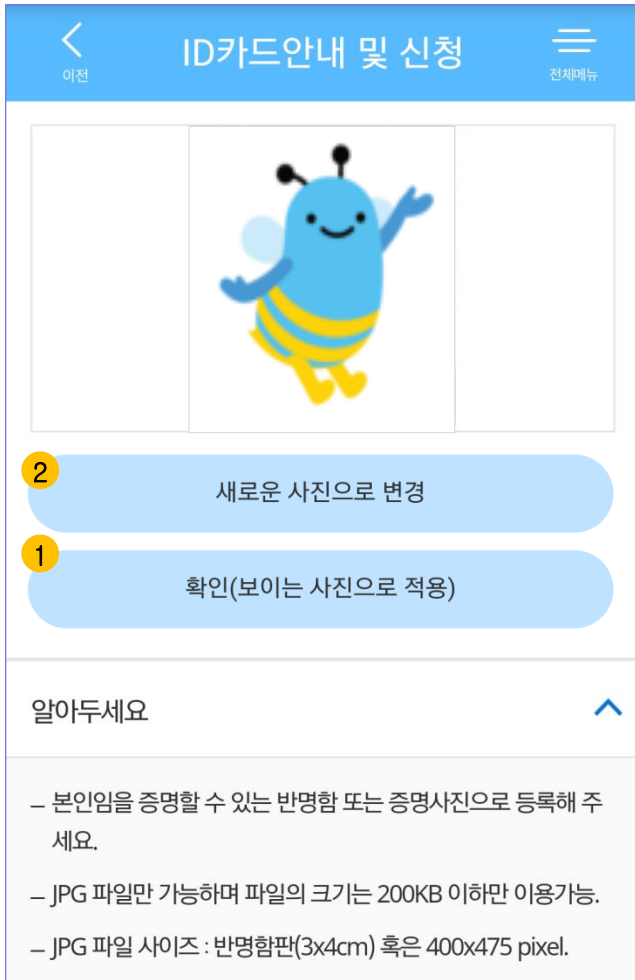 이전
ID카드안내 및 신청
전체메뉴
2
새로운 사진으로 변경
1
확인(보이는 사진으로 적용)
알아두세요
– 본인임을 증명할 수 있는 반명함 또는 증명사진으로 등록해 주
세요.
– JPG 파일만 가능하며 파일의 크기는 200KB 이하만 이용가능.
– JPG 파일 사이즈 : 반명함판(3x4cm) 혹은 400x475 pixel.